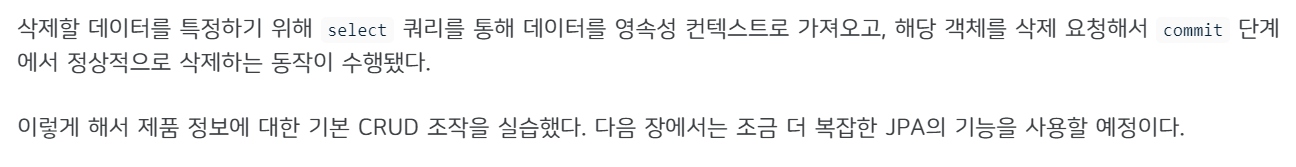 삭제할 데이터를 특정하기 위해 select 쿼리를 통해 데이터를 영속성 컨텍스트로 가져오고, 해당 객체를 삭제 요청해서 commit 단계
에서 정상적으로 삭제하는 동작이 수행됐다.
이렇게 해서 제품 정보에 대한 기본 CRUD 조작을 실습했다. 다음 장에서는 조금 더 복잡한 JPA의 기능을 사용할 예정이다.